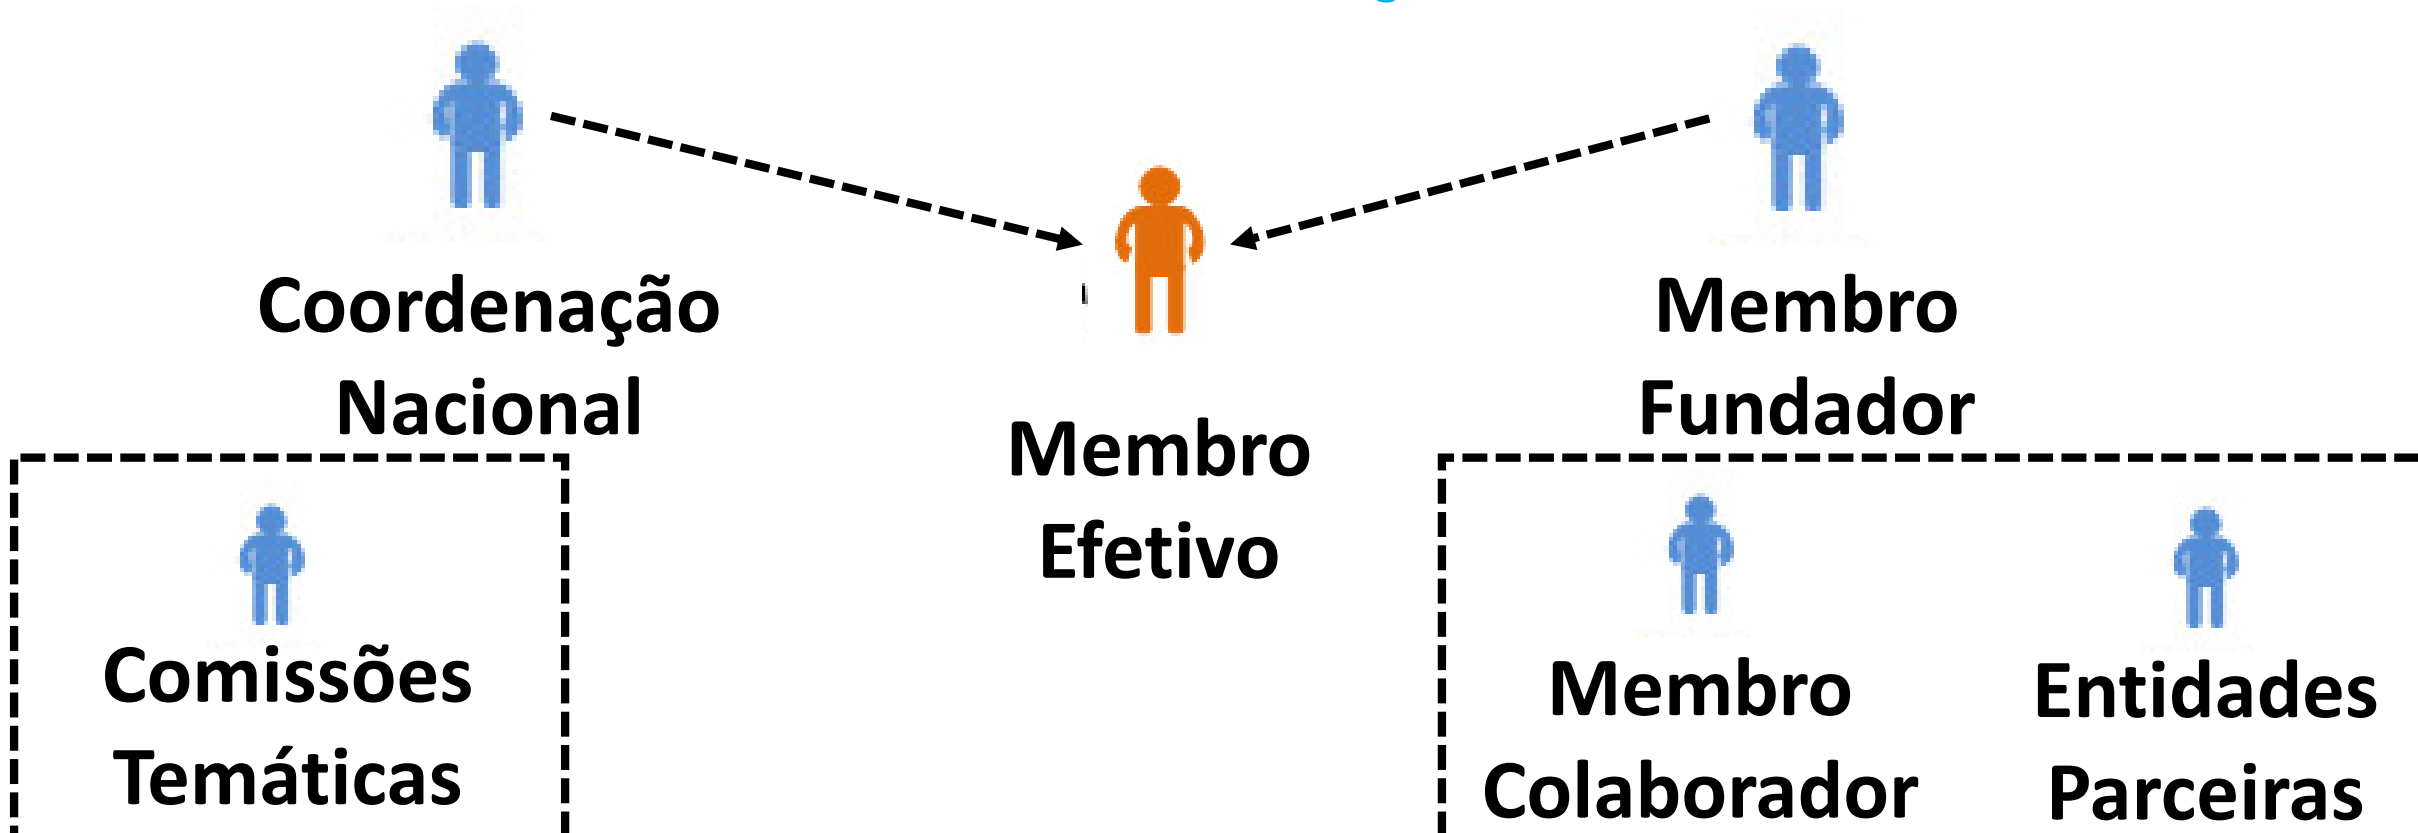 Coordenação
Nacional
Membro
Efetivo
Membro
Fundador
Comissões
Temáticas
Membro
Colaborador
Entidades
Parceiras